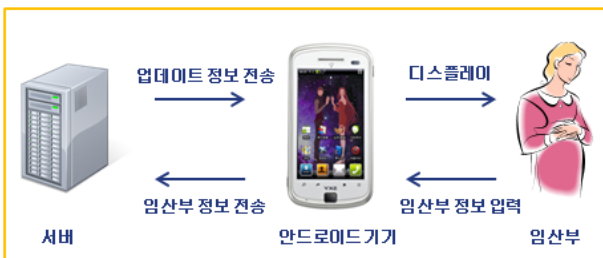 업데이트 정보 전송
디스플레이
임산부 정보 전송
임산부 정보 입력
서버
안드로이드기기
임산부